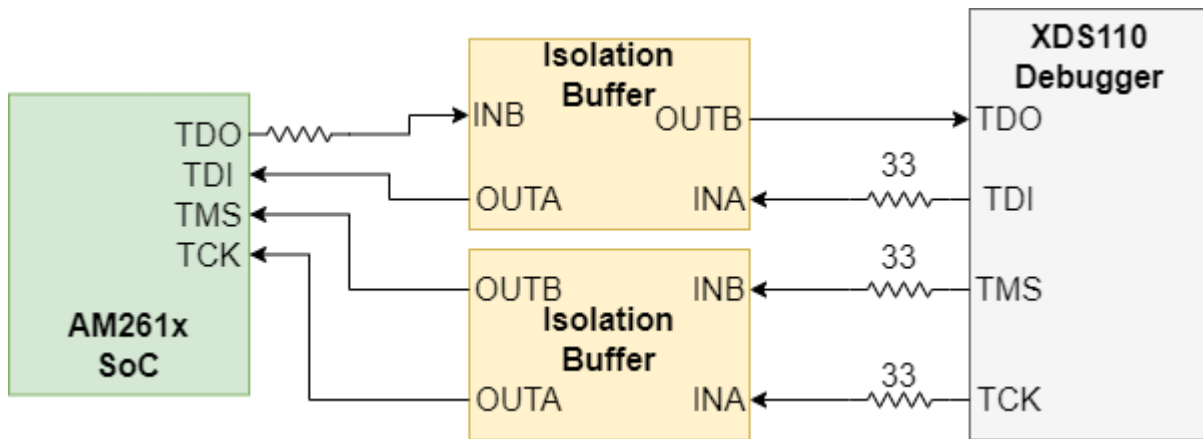 XDS110
Debugger
Isolation
Buffer
INB
OUTB
TDO
TDO
TDI
TMS
TCK
33
OUTA
INA
TDI
33
OUTB
INB
TMS
Isolation
Buffer
AM261x
SoC
33
OUTA
INA
TCK